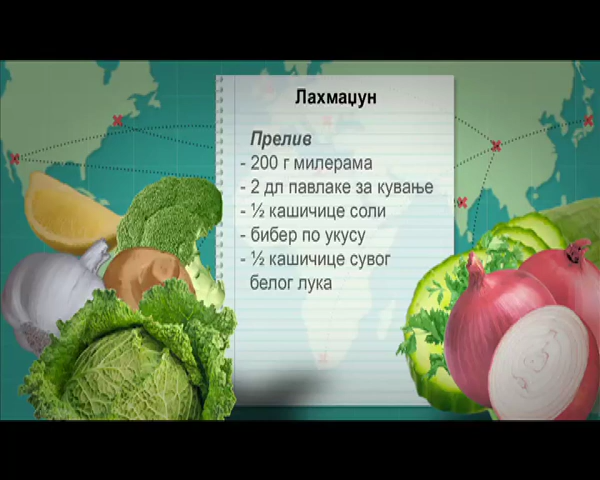 Лахмаџун
Прелив
- 200 г милерама
- 2 дл павлаке за кување
- ½ кашичице соли
- бибер по укусу
- ½ кашичице сувог
белог лука